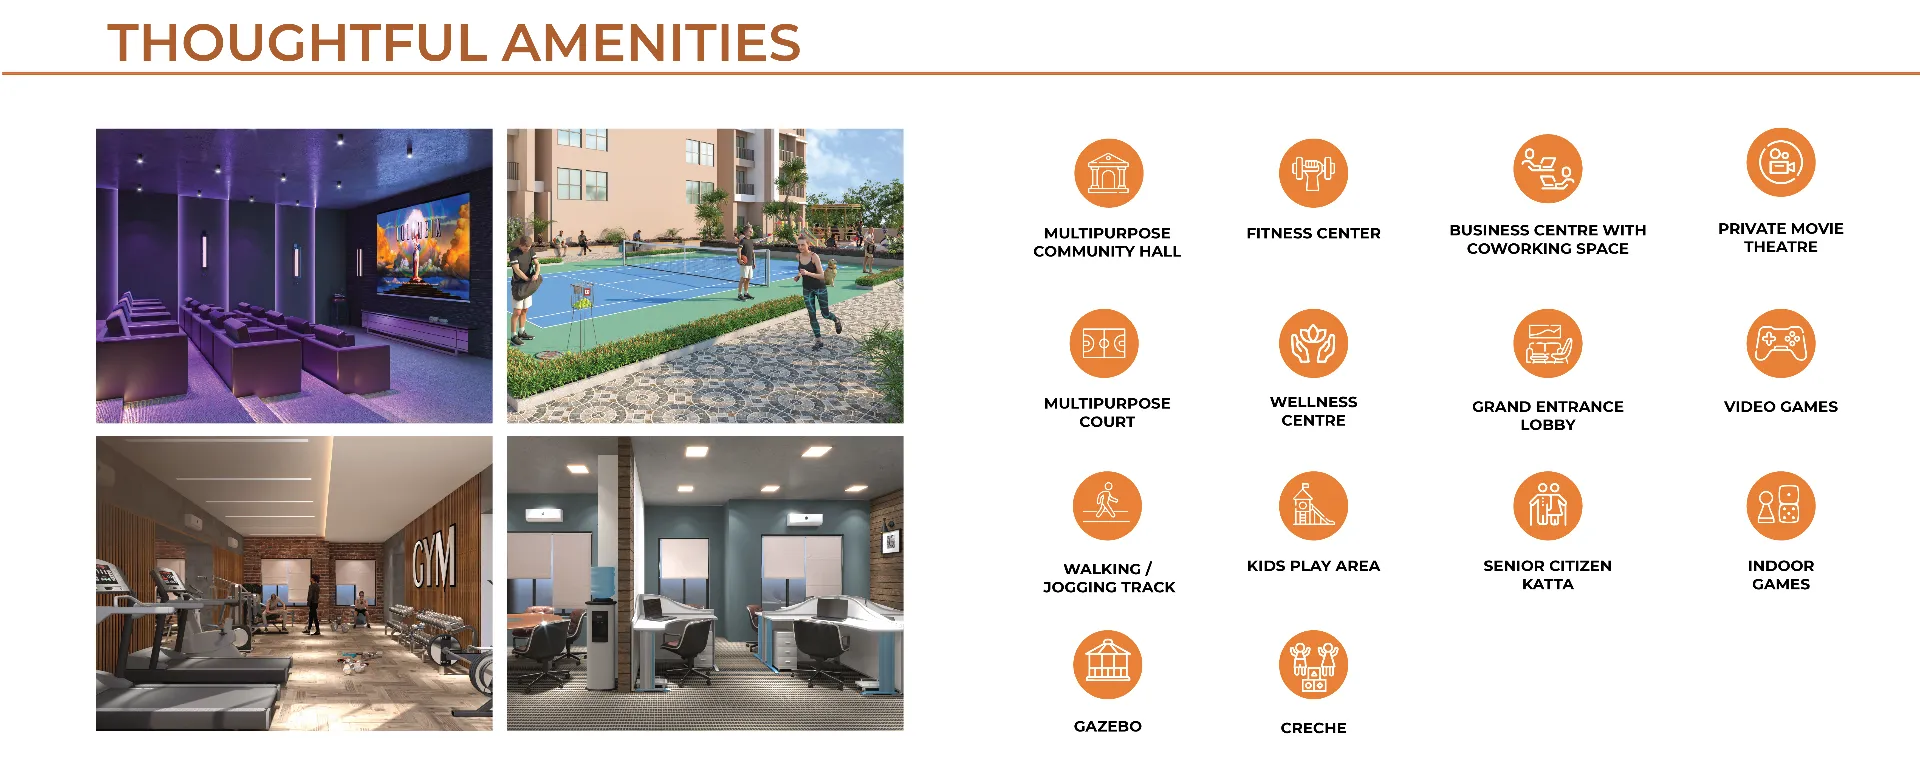 THOUGHTFUL AMENITIES
GYM
MULTIPURPOSE
COMMUNITY HALL
FITNESS CENTER
BUSINESS CENTRE WITH
COWORKING SPACE
PRIVATE MOVIE
THEATRE
MULTIPURPOSE
COURT
WELLNESS
CENTRE
GRAND ENTRANCE
LOBBY
VIDEO GAMES
WALKING /
JOGGING TRACK
KIDS PLAY AREA
SENIOR CITIZEN
KATTA
INDOOR
GAMES
GAZEBO
CRECHE